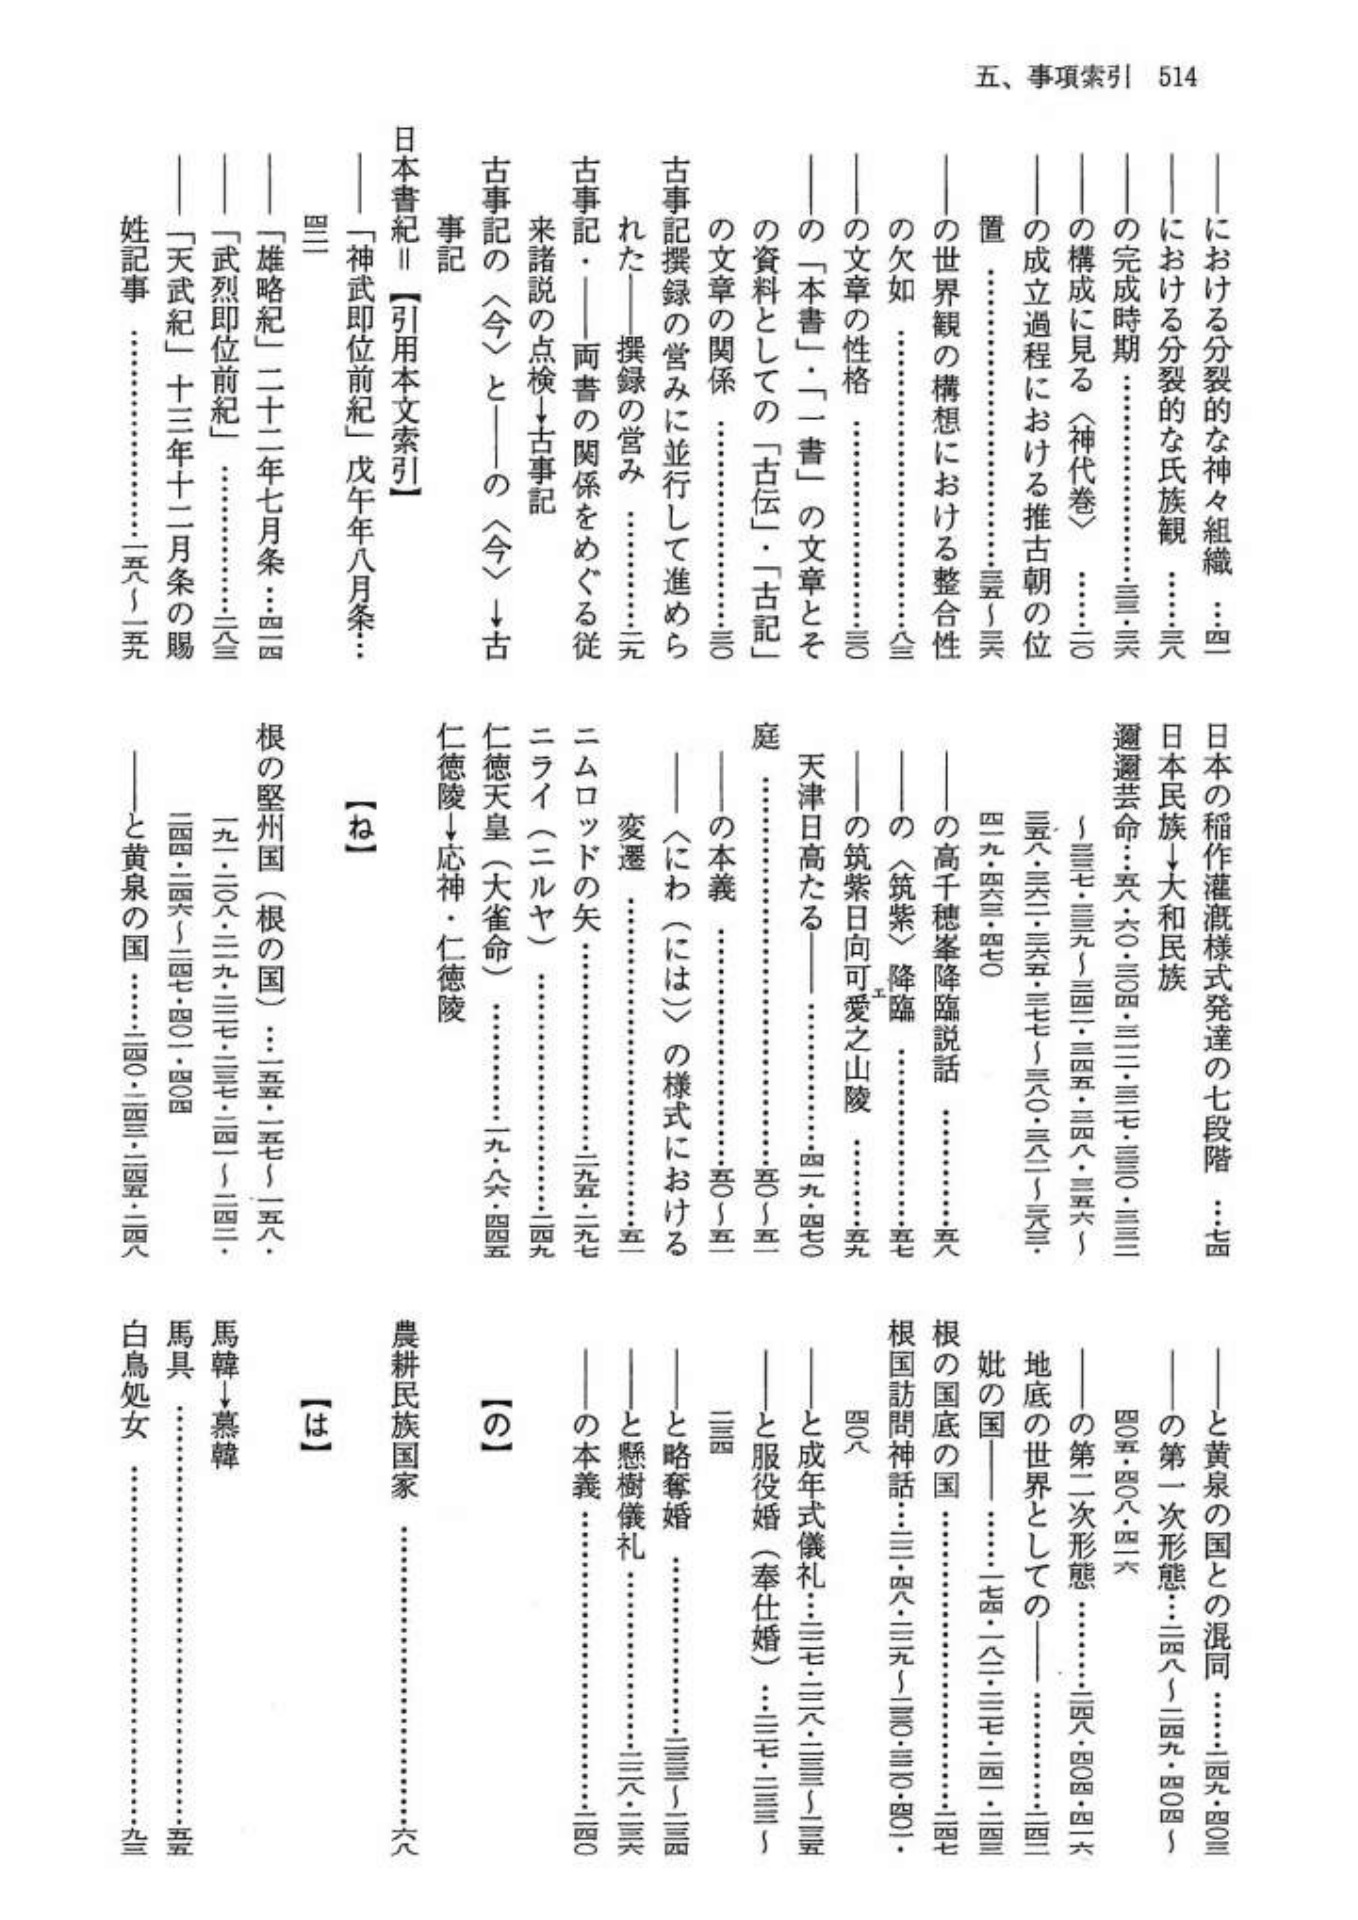 五、事項索引　514
――における分裂的な神々組織　…四一
――における分裂的な氏族観　……三八
――の完成時期　………………三三・三六
――の構成に見る〈神代巻〉　……二〇
――の成立過程における推古朝の位
置　………………………三五〜三六
――の世界観の構想における整合性
の欠如　………………………八三
――の文章の性格　………………三〇
――の「本書」・「一書」の文章とそ
の資料としての「古伝」・「古記」
の文章の関係　………………三〇
古事記撰録の営みに並行して進めら
れた――撰録の営み　…………二九
古事記・――両書の関係をめぐる従
来諸説の点検→古事記
古事記の〈今〉と――の〈今〉→古
事記
日本書紀＝【引用本文索引】
――「神武即位前紀」戊午年八月条…
四二
――「雄略紀」二十二年七月条　…四一四
――「武烈即位前紀」　……………二八三
――「天武紀」十三年十二月条の賜
姓記事　………………一五八〜一五九
日本の稲作灌漑様式発達の七段階　…七四
日本民族→大和民族
邇邇芸命…五八・六〇・三〇四・三一二・三二七・三三〇・三三二
〜三三七・三三九〜三四二・三四五・三四八・三五六〜
三五八・三六二・三六五・三七七〜三八〇・三八二〜三八三・
四一九・四六三・四七〇
――の高千穂峯降臨説話　…………五八
――の〈筑紫〉降臨　………………五七
――の筑紫日向可愛エ之山陵　………五九
天津日高たる――　…………四一九・四七〇
庭　………………………………五〇〜五一
――の本義　……………………五〇〜五一
――〈にわ（には）〉の様式における
変遷　…………………………五一
ニムロッドの矢　………………二九五・二九七
ニライ（ニルヤ）　…………………二四九
仁徳天皇（大雀命）　………一九・八六・四四五
仁徳陵→応神・仁徳陵
【ね】
根の堅州国（根の国）　…一五五・一五七〜一五八・
一九一・二〇八・二一九・二二七・二三七・二四一〜二四二・
二四四・二四六〜二四七・四〇一・四〇四
――と黄泉の国　……二四〇・二四三・二四五・二四八
――と黄泉の国との混同　……二四九・四〇三
――の第一次形態…二四八〜二四九・四〇四〜
四〇五・四〇八・四一六
――の第二次形態　………二四八・四〇四・四一六
地底の世界としての――　…………二四二
妣の国――　……一七四・一八二・二二七・二四一・二四三
根の国底の国　………………………二四七
根国訪問神話…二二・四八・二二九〜二三〇・三二〇・四〇一・
四〇八
――と成年式儀礼…二二七・二二八・二三三〜二三五
――と服役婚（奉仕婚）　…二二七・二三三〜
二三四
――と略奪婚　………………二三三〜二三四
――と懸樹儀礼　………………二二八・二三六
――の本義　…………………………二四〇
【の】
農耕民族国家　………………………六八
【は】
馬韓→慕韓
馬具　…………………………………五五
白鳥処女　……………………………九三